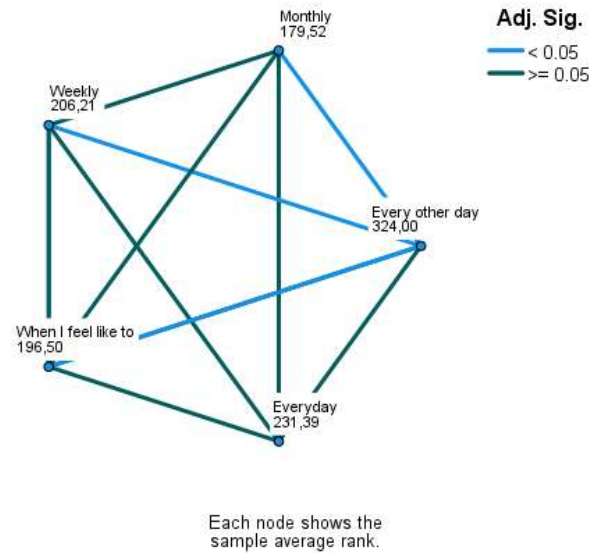 Monthly
179,52
Adj. Sig.
< 0.05
>= 0.05
Weekly
206,21
Every other day
324,00
When I feel like to
196,50
Everyday
231,39
Each node shows the
sample average rank.